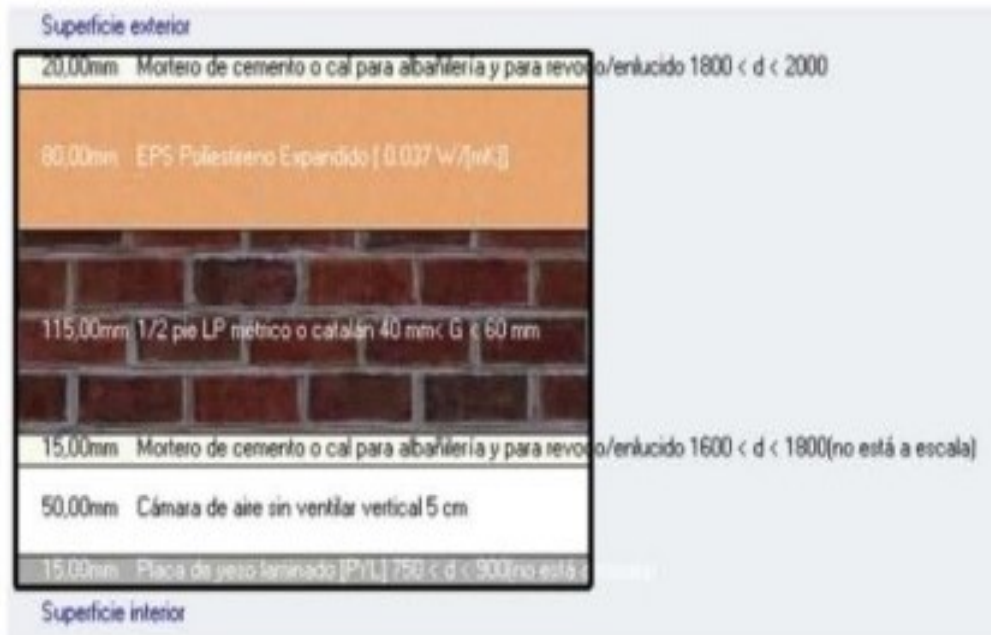 Superficie exterior
20,00mm Mortero de cemento o cal para albañilería y para revoco/enlucido 1800 < d < 2000
80,00mm EPS Poliestireno Expandido [ 0.037 W/[mK]]
115,00mm 1/2 pie LP métrico o catalán 40 mm< G < 60 mm
15,00mm Mortero de cemento o cal para albañilería y para revoco/enlucido 1600 < d < 1800(no está a escala)
50,00mm Cámara de aire sin ventilar vertical 5 cm
15,00mm Placa de yeso laminado [PYL] 750 < d < 900(no está
Superficie interior